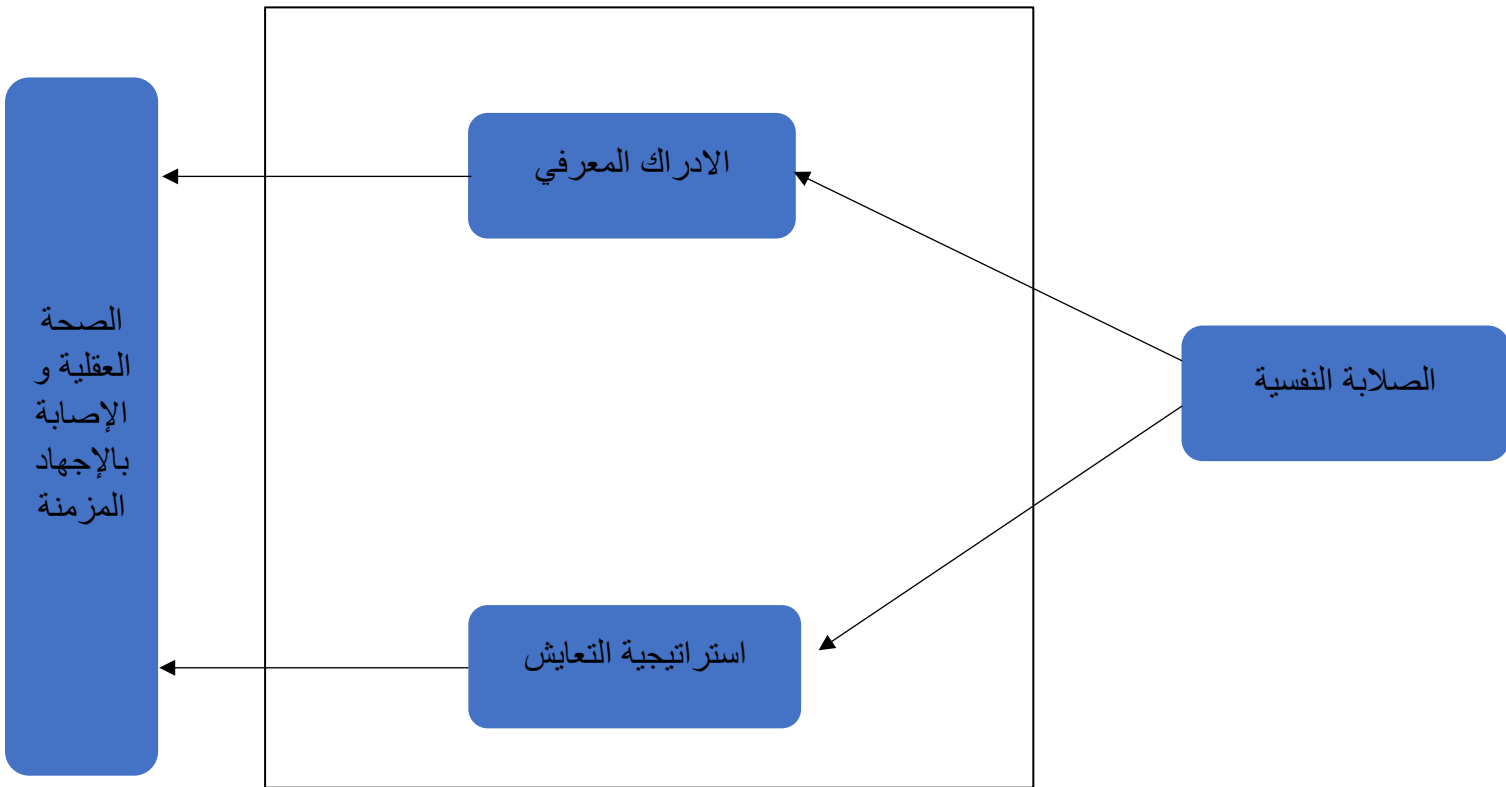 الصلابة النفسية
الادراك المعرفي
استراتيجية التعايش
الصحة
العقلية و
الإصابة
بالإجهاد
المزمنة